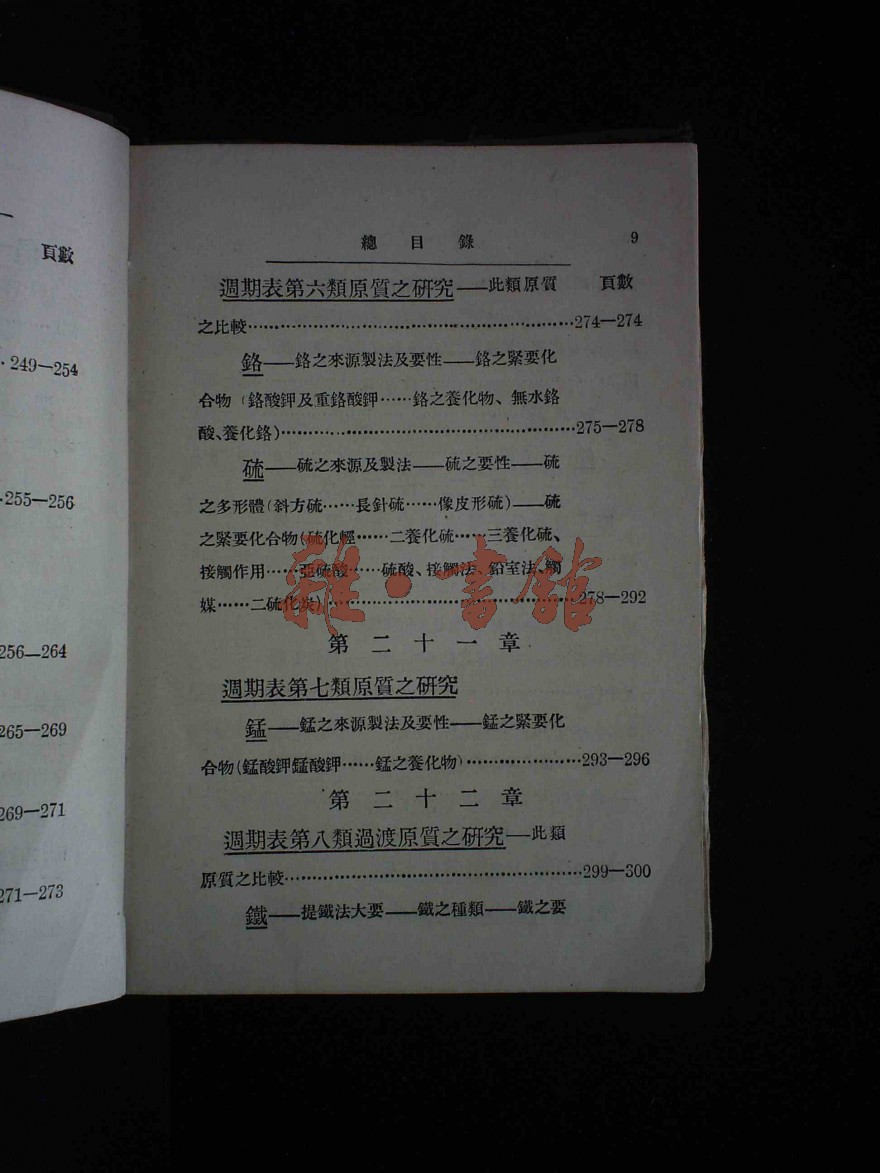 頁數
249—254
255—256
256—264
265—269
269—271
271—273
總目錄 9
週期表第六類原質之研究——此類原質 頁數
之比較……274—274
鉻——鉻之來源製法及要性——鉻之緊要化
合物（鉻酸鉀及重鉻酸鉀……鉻之養化物、無水鉻
酸、養化鉻）……275—278
硫——硫之來源及製法——硫之要性——硫
之多形體（斜方硫……長針硫……像皮形硫）——硫
之緊要化合物（硫化輕……二養化硫……三養化硫、
接觸作用……亞硫酸……硫酸、接觸法、鉛室法、觸
媒……二硫化炭）……278—292
雜·書館
第二十一章
週期表第七類原質之研究
錳——錳之來源製法及要性——錳之緊要化
合物（錳酸鉀錳酸鉀……錳之養化物）……293—296
第二十二章
週期表第八類過渡原質之研究——此類
原質之比較……299—300
鐵——提鐵法大要——鐵之種類——鐵之要